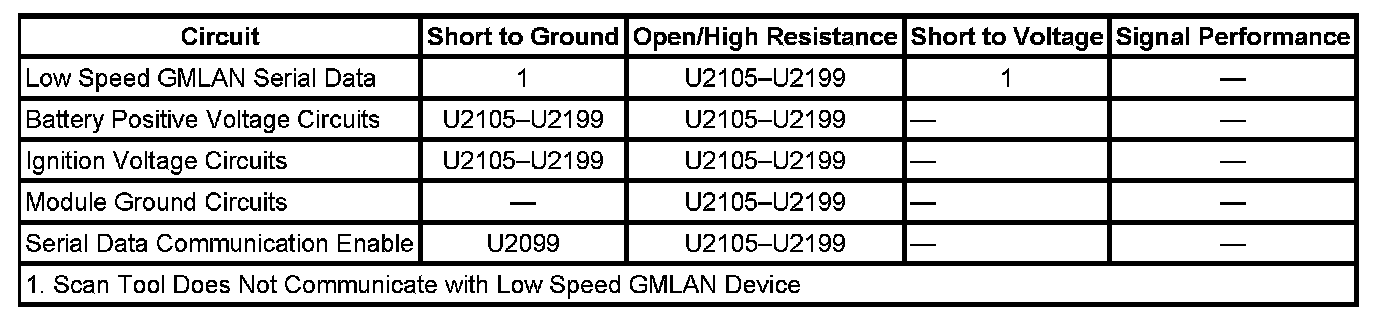 Circuit Short to Ground Open/High Resistance Short to Voltage Signal Performance
Low Speed GMLAN Serial Data 1 U2105–U2199 1 —
Battery Positive Voltage Circuits U2105–U2199 U2105–U2199 — —
Ignition Voltage Circuits U2105–U2199 U2105–U2199 — —
Module Ground Circuits — U2105–U2199 — —
Serial Data Communication Enable U2099 U2105–U2199 — —
1. Scan Tool Does Not Communicate with Low Speed GMLAN Device